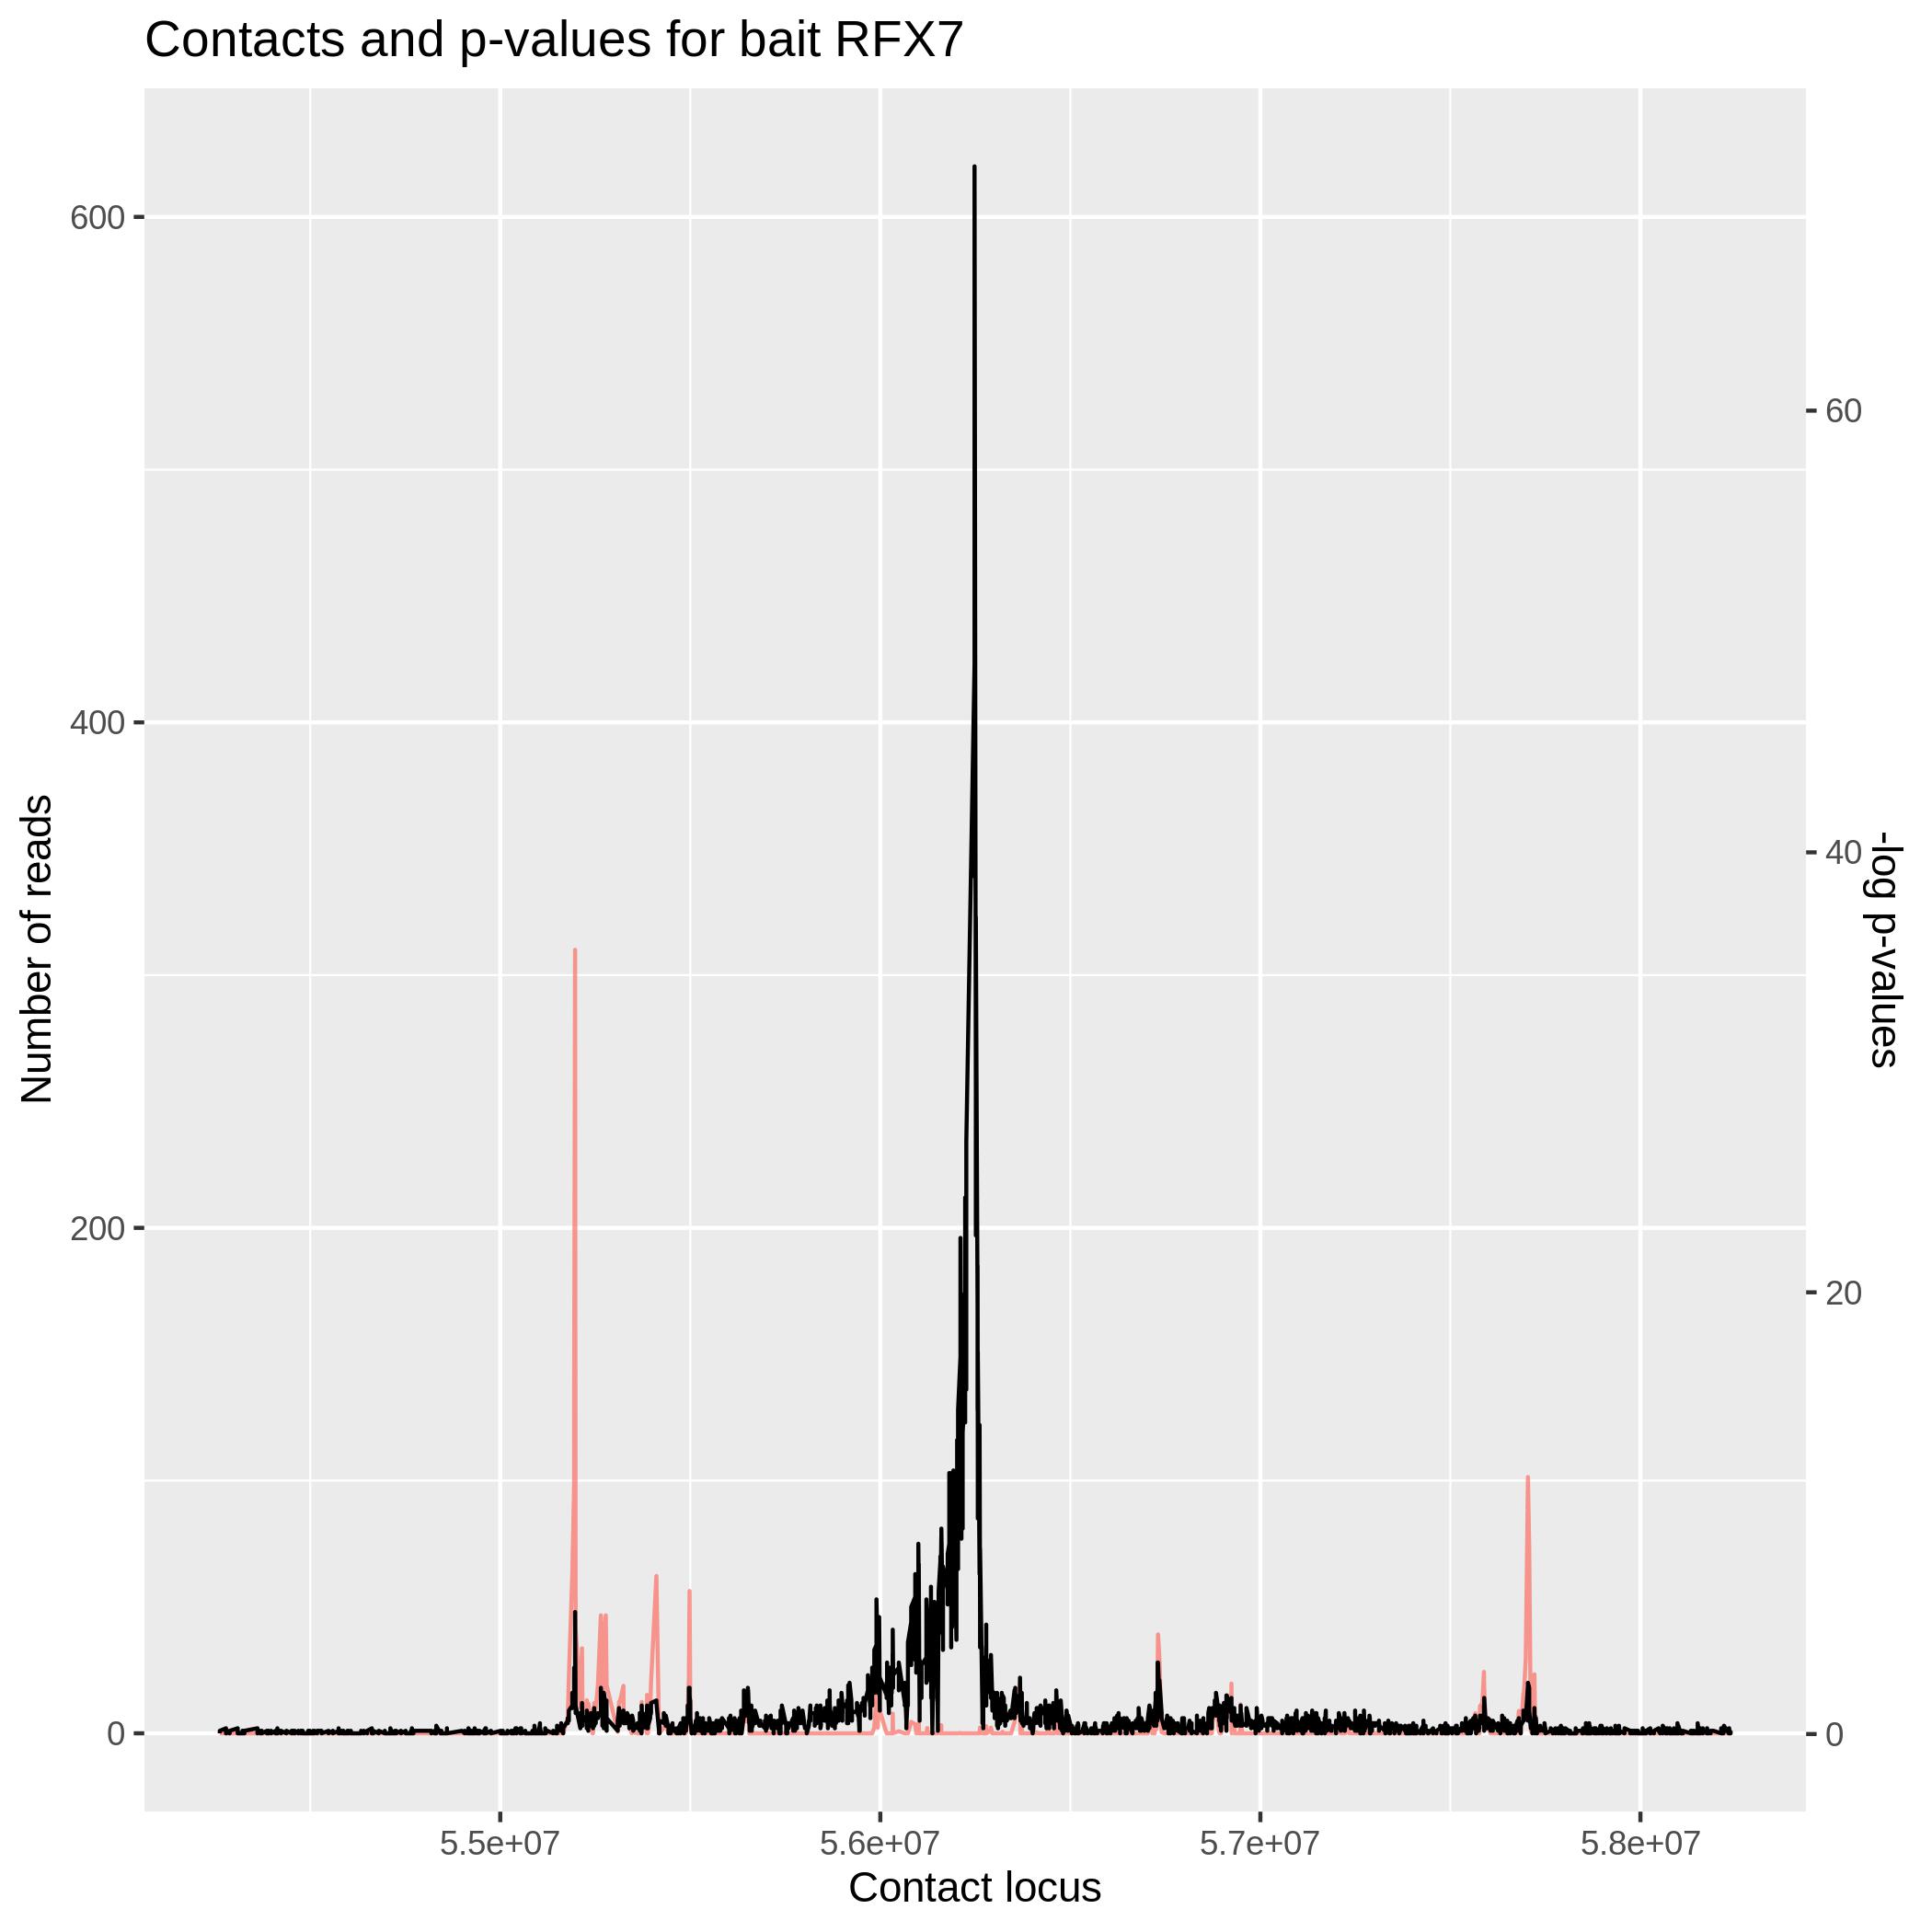 Contacts and p-values for bait RFX7
600
400
200
0
Number of reads
60
40
20
0
-log p-values
5.5e+07
5.6e+07
5.7e+07
5.8e+07
Contact locus